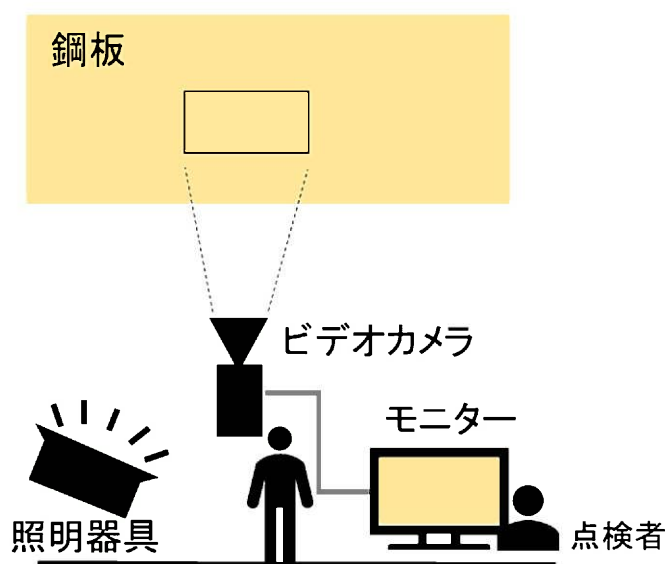 鋼板
ビデオカメラ
モニター
照明器具
点検者